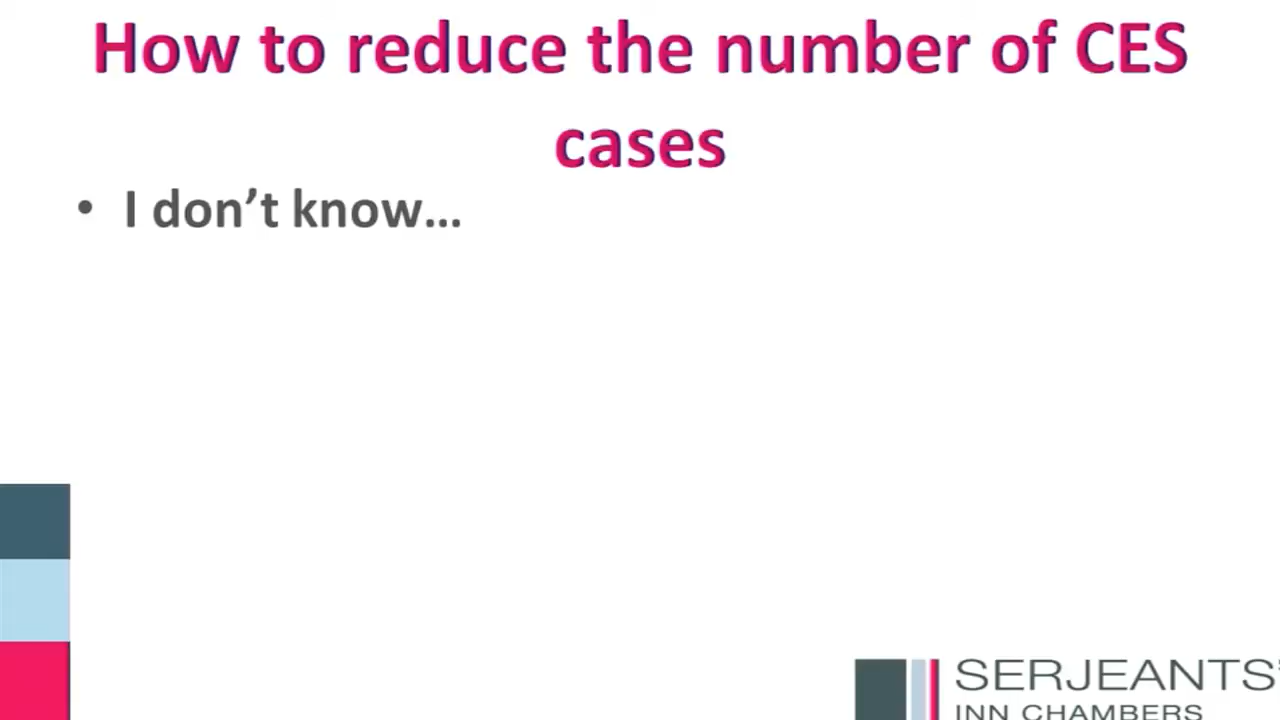 How to reduce the number of CES
cases
• I don’t know...
SERJEANTS’
INN CHAMBERS